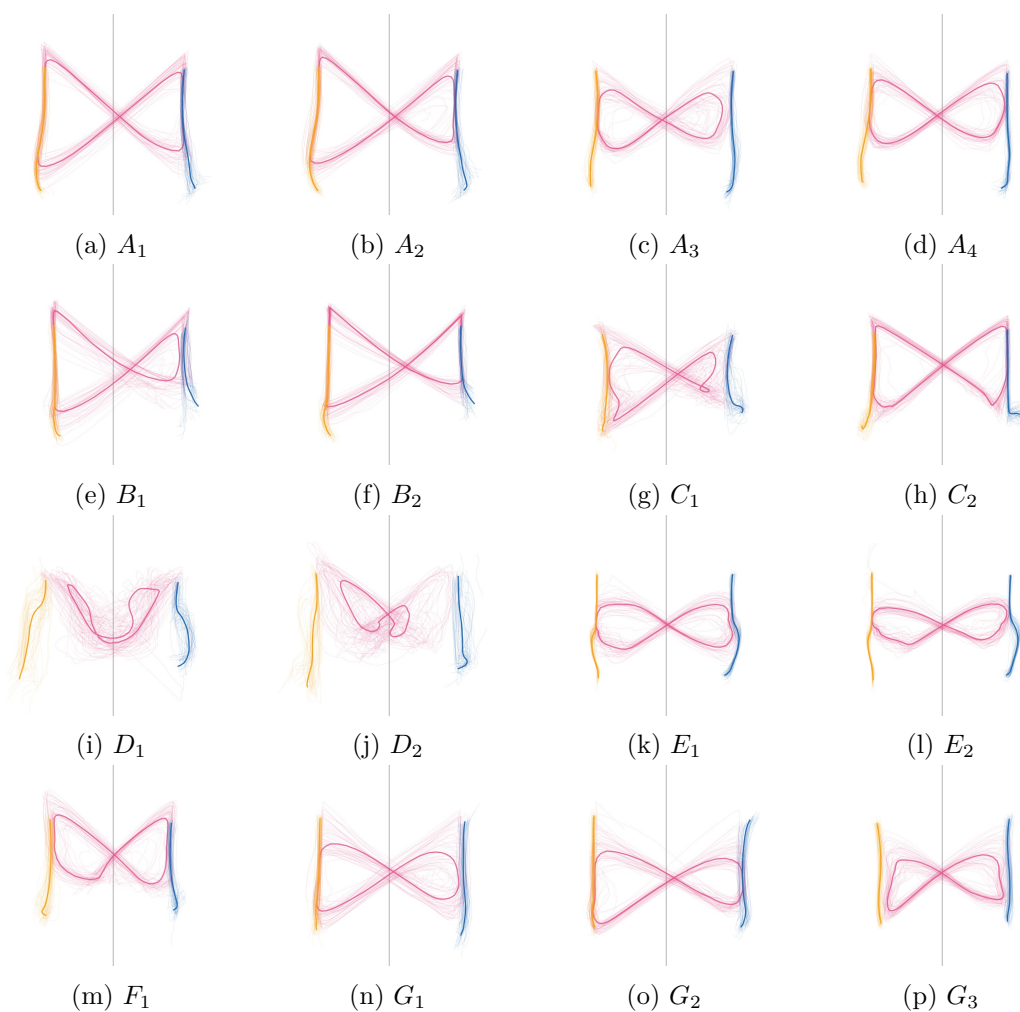 (a) A₁ (b) A₂ (c) A₃ (d) A₄
(e) B₁ (f) B₂ (g) C₁ (h) C₂
(i) D₁ (j) D₂ (k) E₁ (l) E₂
(m) F₁ (n) G₁ (o) G₂ (p) G₃